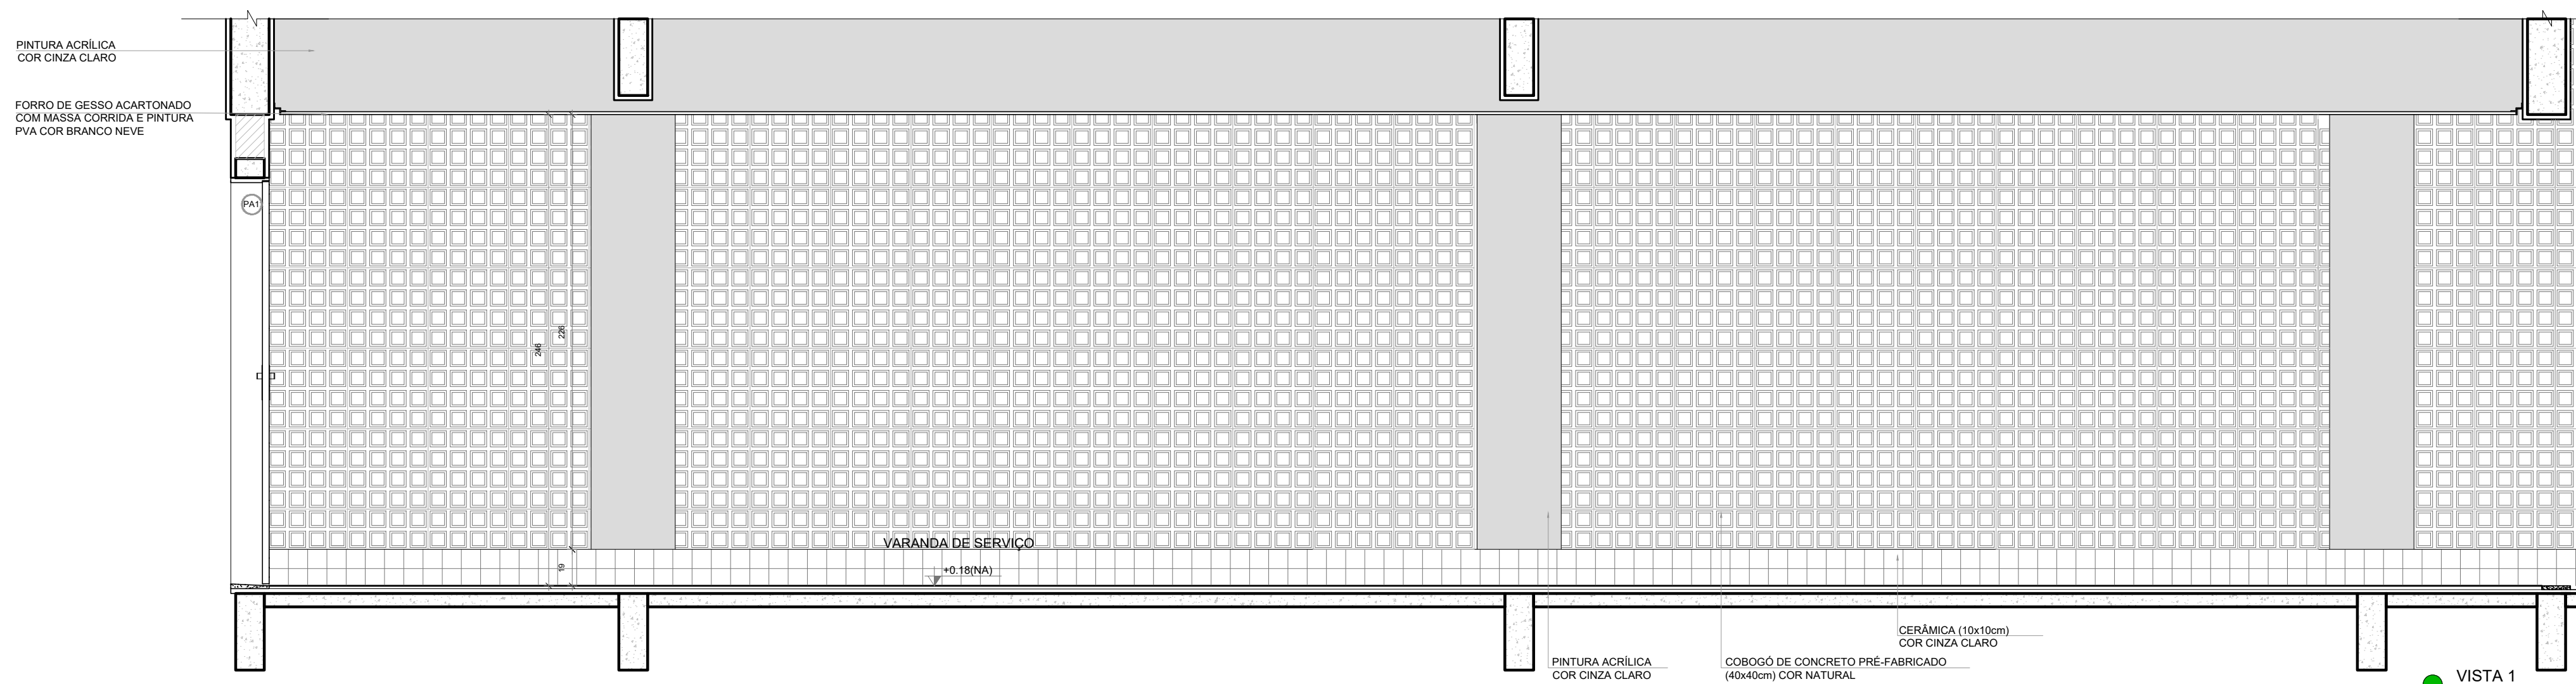 PINTURA ACRÍLICA
COR CINZA CLARO
FORRO DE GESSO ACARTONADO
COM MASSA CORRIDA E PINTURA
PVA COR BRANCO NEVE
PA1
226
246
VARANDA DE SERVIÇO
19
+0.18(NA)
CERÂMICA (10x10cm)
COR CINZA CLARO
PINTURA ACRÍLICA
COR CINZA CLARO
COBOGÓ DE CONCRETO PRÉ-FABRICADO
(40x40cm) COR NATURAL
VISTA 1